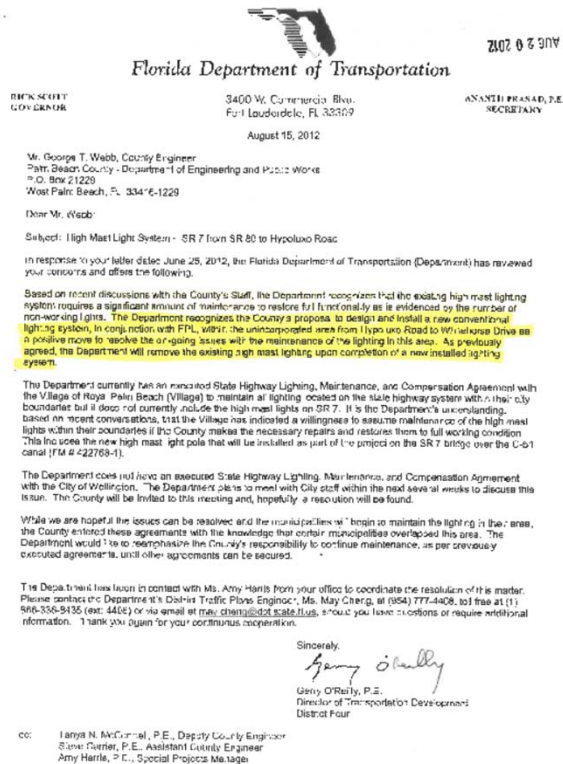 AUG 20 2012
Florida Department of Transportation
RICK SCOTT
GOVERNOR
3400 W. Commercial Blvd.
Fort Lauderdale, FL 33309
ANANTH PRASAD, P.E.
SECRETARY
August 15, 2012
Mr. George T. Webb, County Engineer
Palm Beach County - Department of Engineering and Public Works
P.O. Box 21229
West Palm Beach, FL 33416-1229
Dear Mr. Webb:
Subject: High Mast Light System - SR 7 from SR 80 to Hypoluxo Road
In response to your letter dated June 25, 2012, the Florida Department of Transportation (Department) has reviewed
your concerns and offers the following.
Based on recent discussions with the County's Staff, the Department recognizes that the existing high mast lighting
system requires a significant amount of maintenance to restore full functionality as is evidenced by the number of
non-working lights. The Department recognizes the County's proposal to design and install a new conventional
lighting system, in conjunction with FPL, within the unincorporated area from Hypoluxo Road to Winchorse Drive as
a positive move to resolve the on-going issues with the maintenance of the lighting in this area. As previously
agreed, the Department will remove the existing high mast lighting upon completion of a new installed lighting
system.
The Department currently has an executed State Highway Lighting, Maintenance, and Compensation Agreement with
the Village of Royal Palm Beach (Village) to maintain all lighting located on the state highway system within their city
boundaries but it does not currently include the high mast lights on SR 7. It is the Department's understanding,
based on recent conversations, that the Village has indicated a willingness to assume maintenance of the high mast
lights within their boundaries if the County makes the necessary repairs and restores them to full working condition
This includes the new high mast light pole that will be installed as part of the project on the SR 7 bridge over the C-51
canal (FM # 422768-1).
The Department does not have an executed State Highway Lighting, Maintenance, and Compensation Agreement
with the City of Wellington. The Department plans to meet with City staff within the next several weeks to discuss this
issue. The County will be invited to this meeting and, hopefully, a resolution will be found.
While we are hopeful the issues can be resolved and the municipalities will begin to maintain the lighting in their area,
the County entered these agreements with the knowledge that certain municipalities overlapped this area. The
Department would like to reemphasize the County's responsibility to continue maintenance, as per previously
executed agreements, until other agreements can be secured.
The Department has been in contact with Ms. Amy Harris from your office to coordinate the resolution of this matter.
Please contact the Department's District Traffic Plans Engineer, Ms. May Cheng, at (954) 777-4408, toll free at (1)
866-336-8435 (ext: 4408) or via email at may.cheng@dot.state.fl.us, should you have questions or require additional
information. Thank you again for your continuous cooperation.
Sincerely,
Gerry O'Reilly
Gerry O'Reilly, P.E.
Director of Transportation Development
District Four
cc: Tanya N. McConnel, P.E., Deputy County Engineer
Steve Carrier, P.E., Assistant County Engineer
Amy Harris, P.E., Special Projects Manager